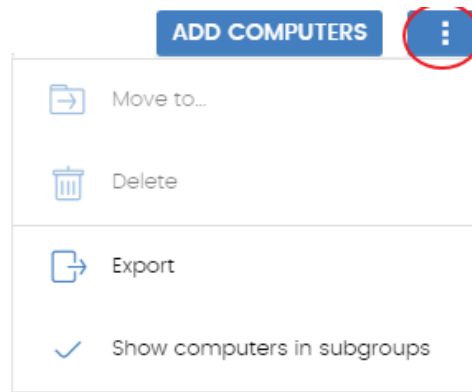 ADD COMPUTERS
Move to...
Delete
Export
Show computers in subgroups